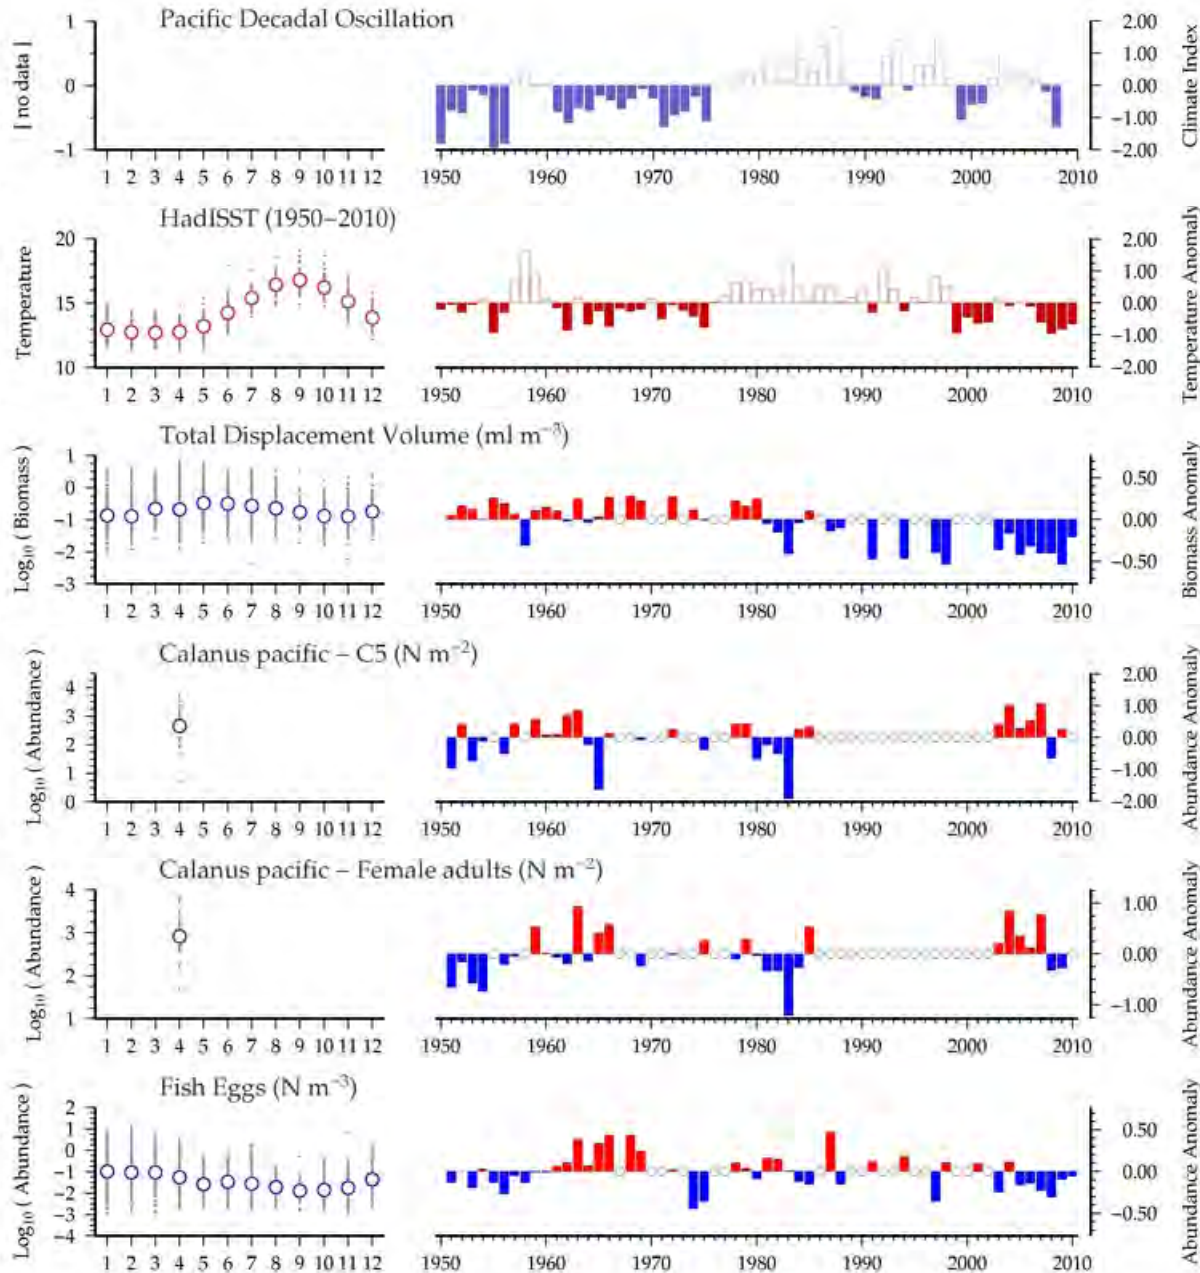 Pacific Decadal Oscillation
[ no data ]
1
0
-1
1 2 3 4 5 6 7 8 9 10 11 12
2.00
1.00
0.00
-1.00
-2.00
Climate Index
1950 1960 1970 1980 1990 2000 2010
HadISST (1950–2010)
Temperature
20
15
10
1 2 3 4 5 6 7 8 9 10 11 12
2.00
1.00
0.00
-1.00
-2.00
Temperature Anomaly
1950 1960 1970 1980 1990 2000 2010
Total Displacement Volume (ml m⁻³)
Log₁₀ ( Biomass )
1
0
-1
-2
-3
1 2 3 4 5 6 7 8 9 10 11 12
0.50
0.00
-0.50
Biomass Anomaly
1950 1960 1970 1980 1990 2000 2010
Calanus pacific – C5 (N m⁻²)
Log₁₀ ( Abundance )
4
3
2
1
0
1 2 3 4 5 6 7 8 9 10 11 12
2.00
1.00
0.00
-1.00
-2.00
Abundance Anomaly
1950 1960 1970 1980 1990 2000 2010
Calanus pacific – Female adults (N m⁻²)
Log₁₀ ( Abundance )
4
3
2
1
1 2 3 4 5 6 7 8 9 10 11 12
1.00
0.00
-1.00
Abundance Anomaly
1950 1960 1970 1980 1990 2000 2010
Fish Eggs (N m⁻³)
Log₁₀ ( Abundance )
2
1
0
-1
-2
-3
-4
1 2 3 4 5 6 7 8 9 10 11 12
0.50
0.00
-0.50
Abundance Anomaly
1950 1960 1970 1980 1990 2000 2010